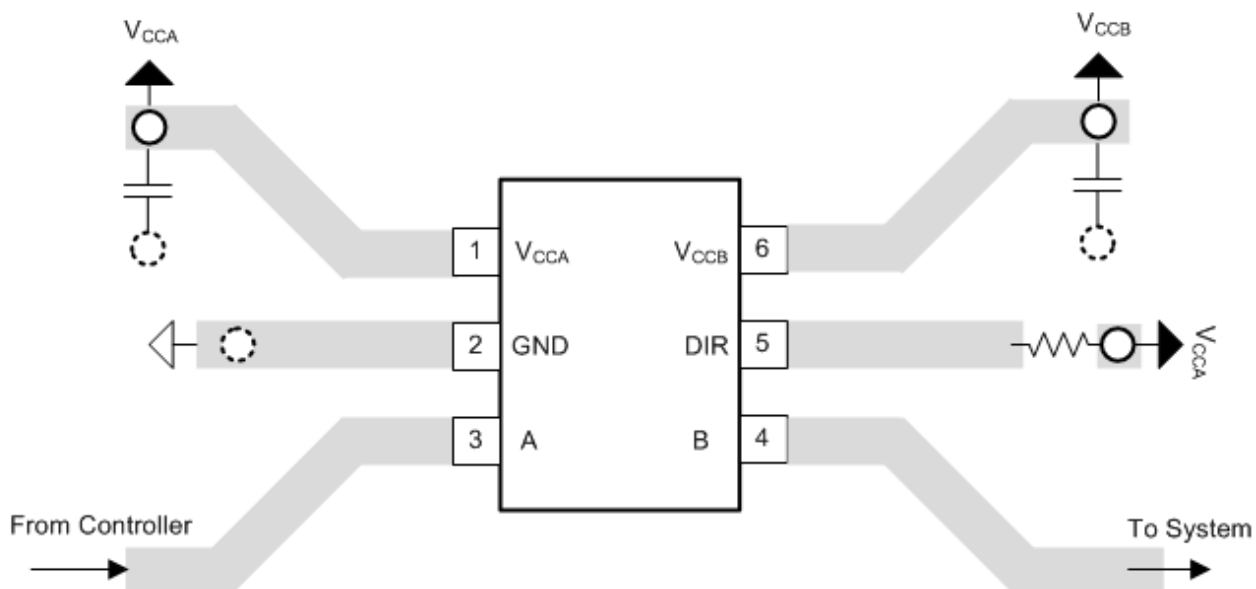 VCCA
VCCB
1 VCCA VCCB 6
2 GND DIR 5
VCCA
3 A B 4
From Controller
To System